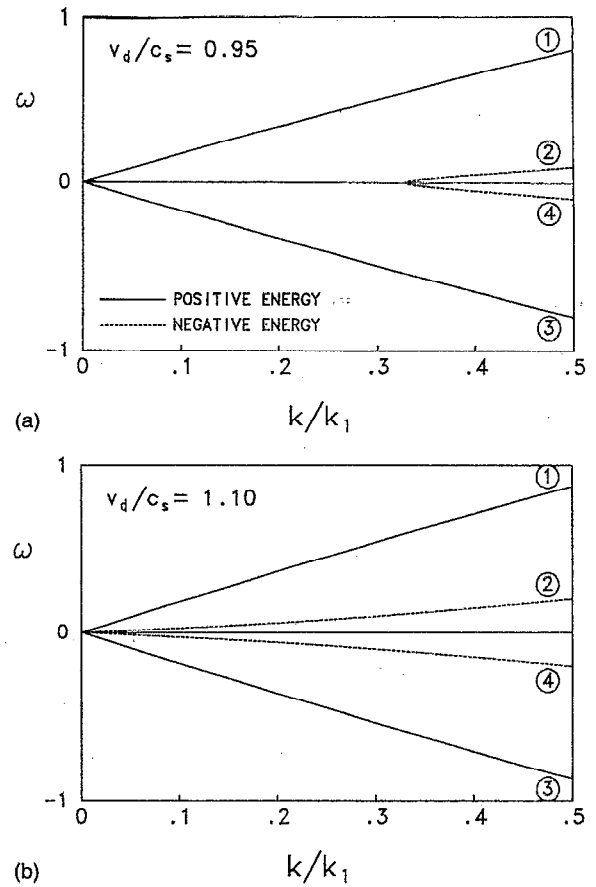 1
v_d/c_s = 0.95
①
ω
②
0
④
POSITIVE ENERGY
NEGATIVE ENERGY
③
-1
0 .1 .2 .3 .4 .5
(a)
k/k₁
1
v_d/c_s = 1.10
①
ω
②
0
④
③
-1
0 .1 .2 .3 .4 .5
k/k₁
(b)